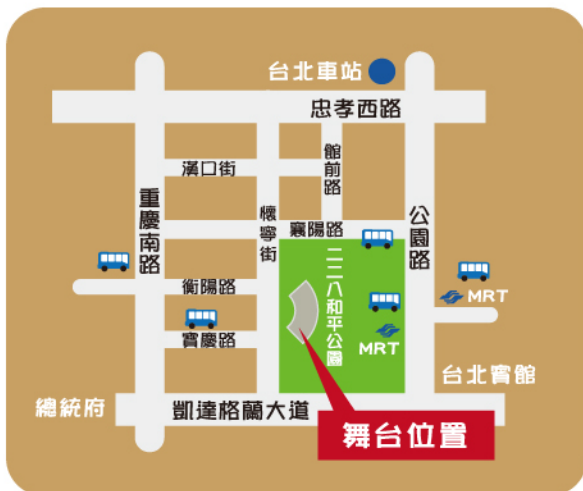 台北車站
忠孝西路
漢口街
館前路
重慶南路
懷寧街
襄陽路
公園路
二二八和平公園
衡陽路
MRT
寶慶路
MRT
台北賓館
總統府
凱達格蘭大道
舞台位置